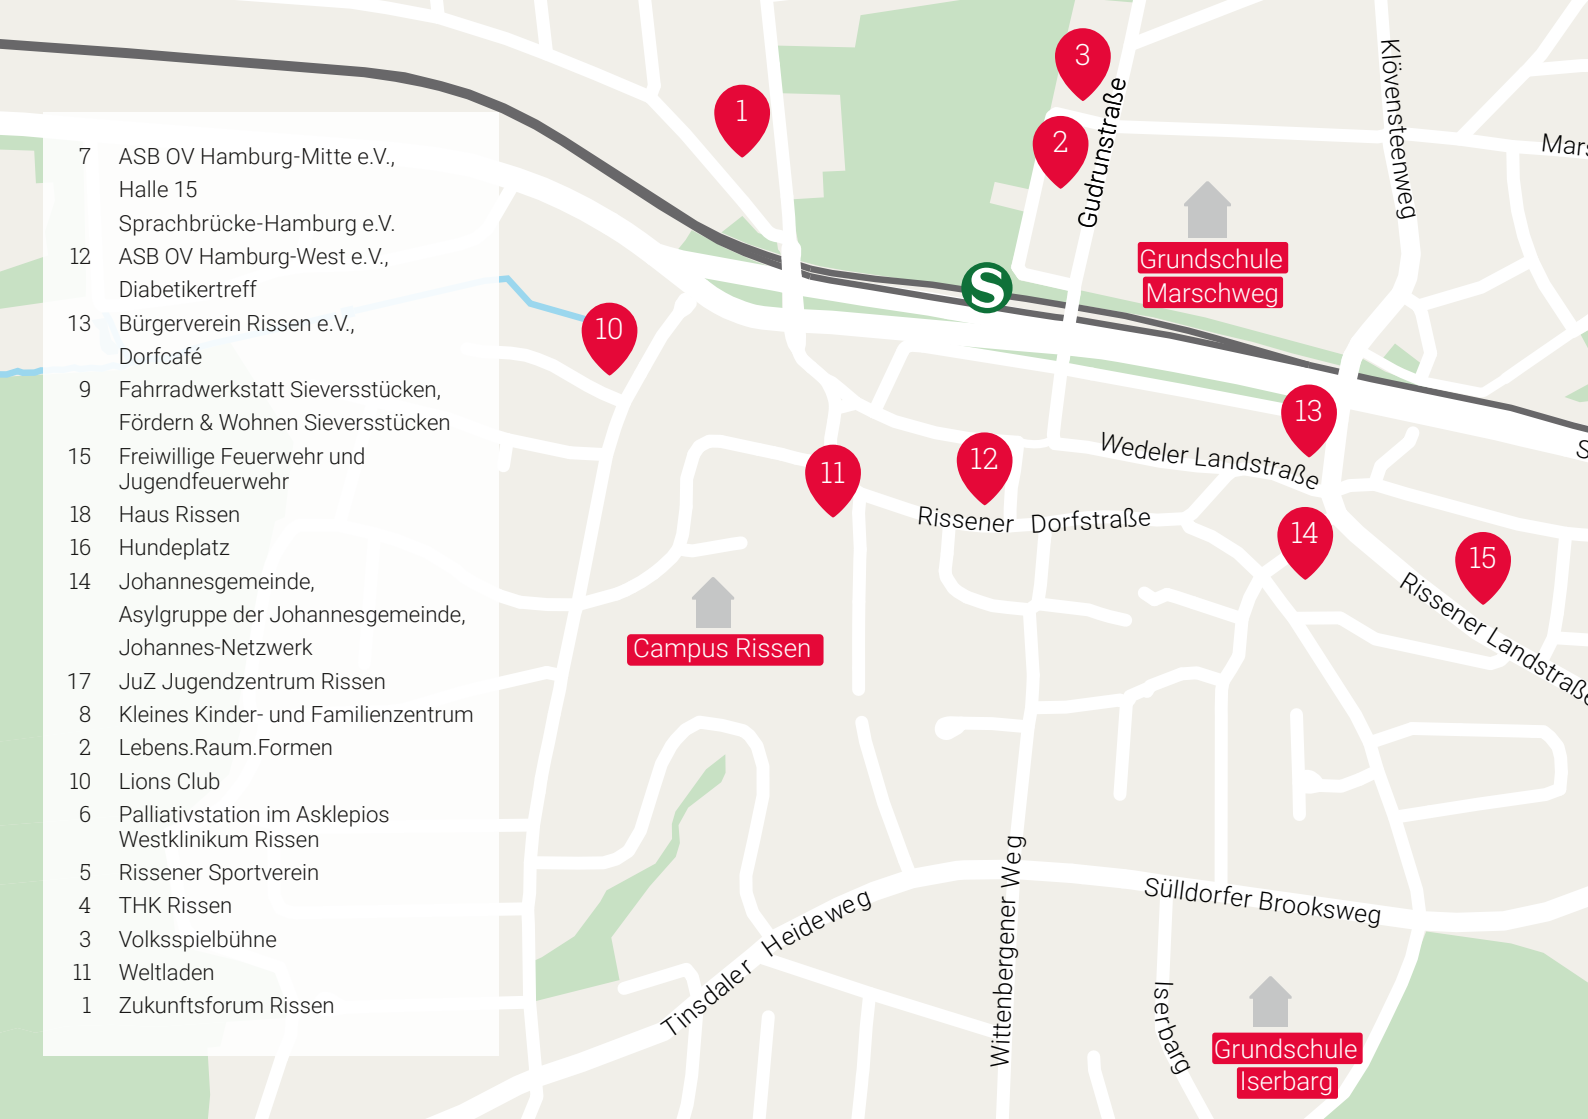 7 ASB OV Hamburg-Mitte e.V.,
Halle 15
Sprachbrücke-Hamburg e.V.
12 ASB OV Hamburg-West e.V.,
Diabetikertreff
13 Bürgerverein Rissen e.V.,
Dorfcafé
9 Fahrradwerkstatt Sieversstücken,
Fördern & Wohnen Sieversstücken
15 Freiwillige Feuerwehr und
Jugendfeuerwehr
18 Haus Rissen
16 Hundeplatz
14 Johannesgemeinde,
Asylgruppe der Johannesgemeinde,
Johannes-Netzwerk
17 JuZ Jugendzentrum Rissen
8 Kleines Kinder- und Familienzentrum
2 Lebens.Raum.Formen
10 Lions Club
6 Palliativstation im Asklepios
Westklinikum Rissen
5 Rissener Sportverein
4 THK Rissen
3 Volksspielbühne
11 Weltladen
1 Zukunftsforum Rissen
1
3
2
Gudrunstraße
Klövensteenweg
Mars
Grundschule
Marschweg
S
10
13
12
11
Wedeler Landstraße
S
Rissener Dorfstraße
14
15
Rissener Landstraße
Campus Rissen
Wittenbergener Weg
Sülldorfer Brooksweg
Tinsdaler Heideweg
Iserbarg
Grundschule
Iserbarg